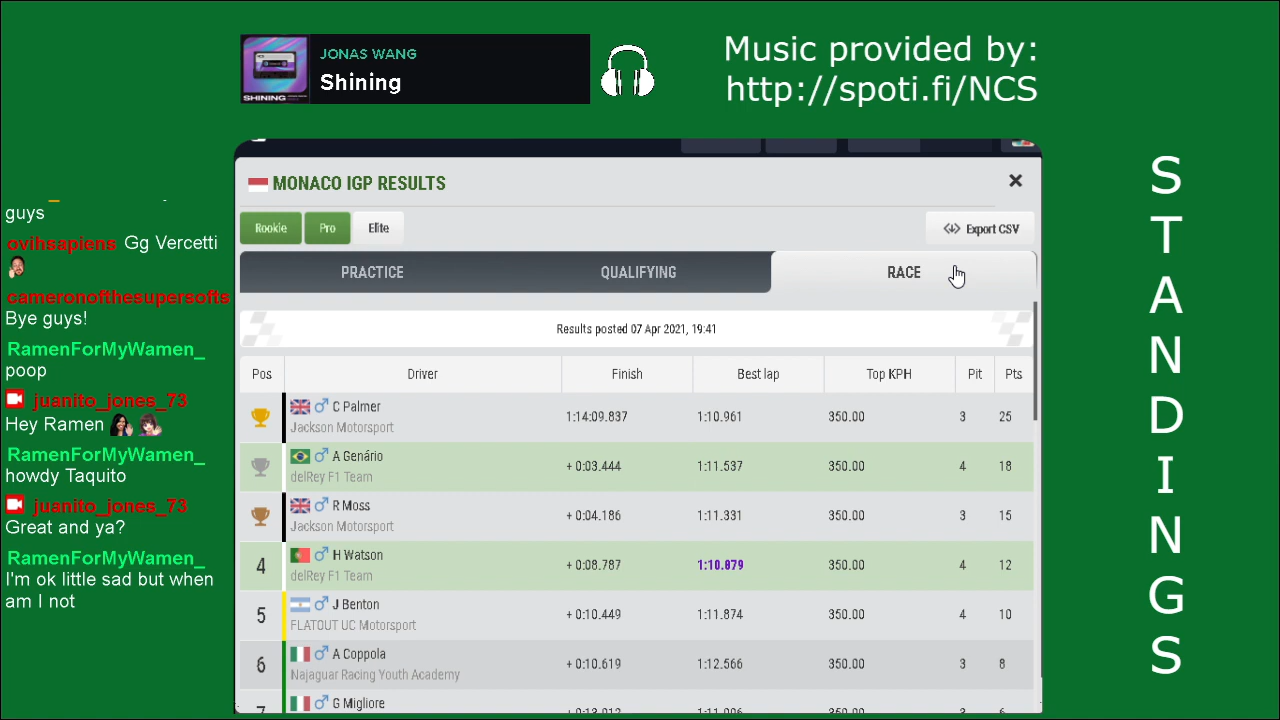 JONAS WANG
Shining
SHINING
Music provided by:
http://spoti.fi/NCS
guys
ovihsapiens Gg Vercetti
cameronofthesupersofts
Bye guys!
RamenForMyWamen_
poop
juanito_jones_73
Hey Ramen
RamenForMyWamen_
howdy Taquito
juanito_jones_73
Great and ya?
RamenForMyWamen_
I'm ok little sad but when
am I not
MONACO IGP RESULTS
Rookie Pro Elite Export CSV
PRACTICE QUALIFYING RACE
Results posted 07 Apr 2021, 19:41
Pos Driver Finish Best lap Top KPH Pit Pts
C Palmer 1:14:09.837 1:10.961 350.00 3 25
Jackson Motorsport
A Genário + 0:03.444 1:11.537 350.00 4 18
delRey F1 Team
R Moss + 0:04.186 1:11.331 350.00 3 15
Jackson Motorsport
4 H Watson + 0:08.787 1:10.879 350.00 4 12
delRey F1 Team
5 J Benton + 0:10.449 1:11.874 350.00 4 10
FLATOUT UC Motorsport
6 A Coppola + 0:10.619 1:12.566 350.00 3 8
Najaguar Racing Youth Academy
G Migliore
STANDINGS